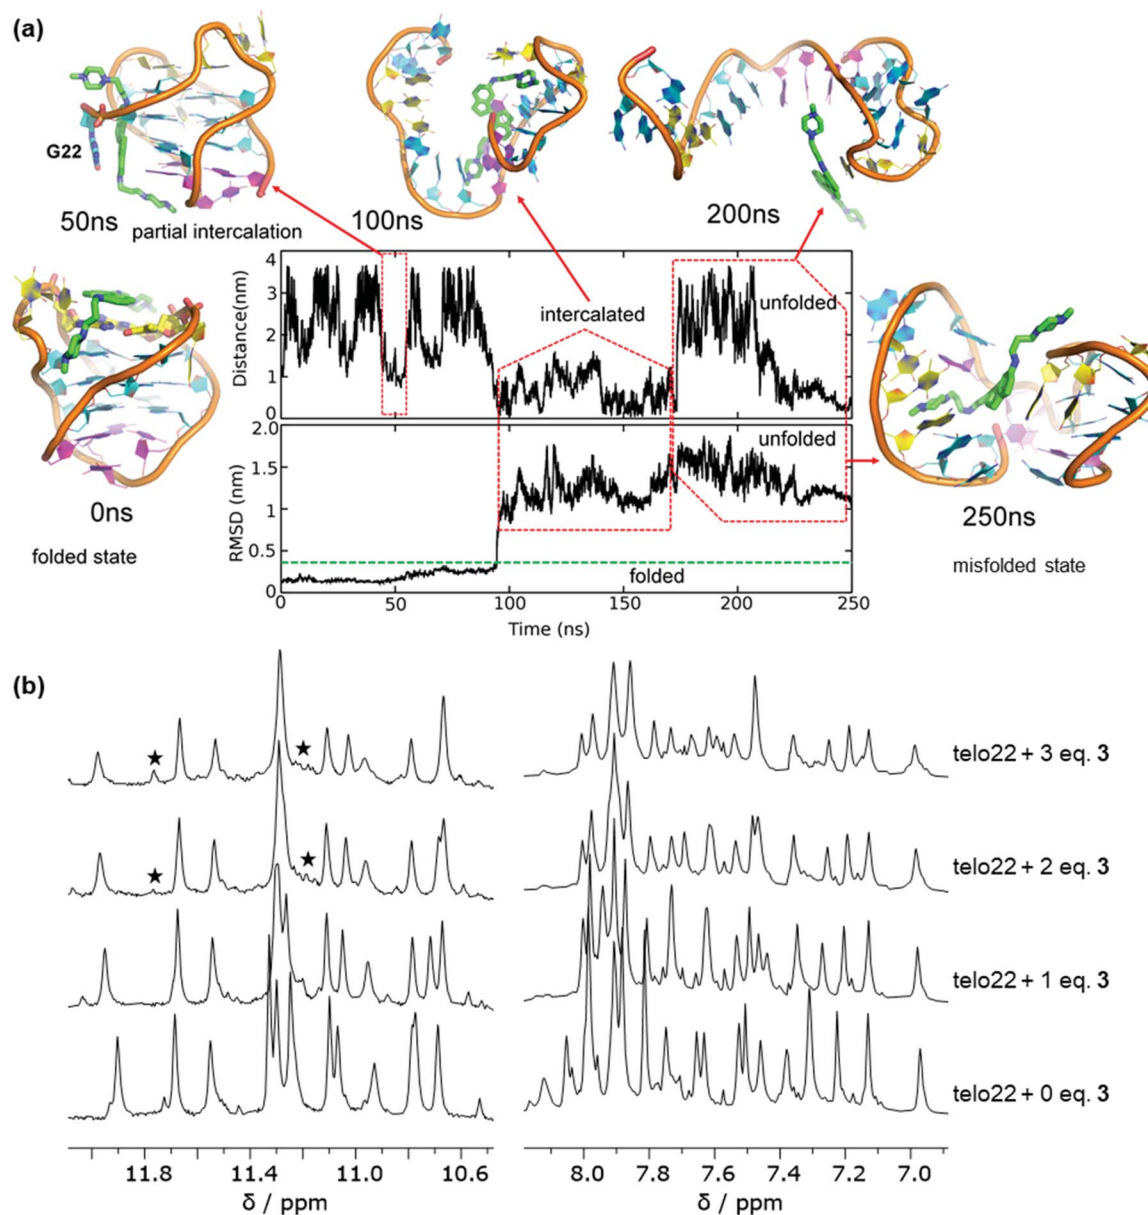 (a)
G22
50ns
partial intercalation
100ns
200ns
0ns
folded state
250ns
misfolded state
4
3
2
1
0
Distance(nm)
intercalated
unfolded
2.0
1.5
1
0.5
0
RMSD (nm)
unfolded
folded
0
50
100
150
200
250
Time (ns)
(b)
★
★
telo22 + 3 eq. 3
★
★
telo22 + 2 eq. 3
telo22 + 1 eq. 3
telo22 + 0 eq. 3
11.8
11.4
11.0
10.6
δ / ppm
8.0
7.8
7.6
7.4
7.2
7.0
δ / ppm